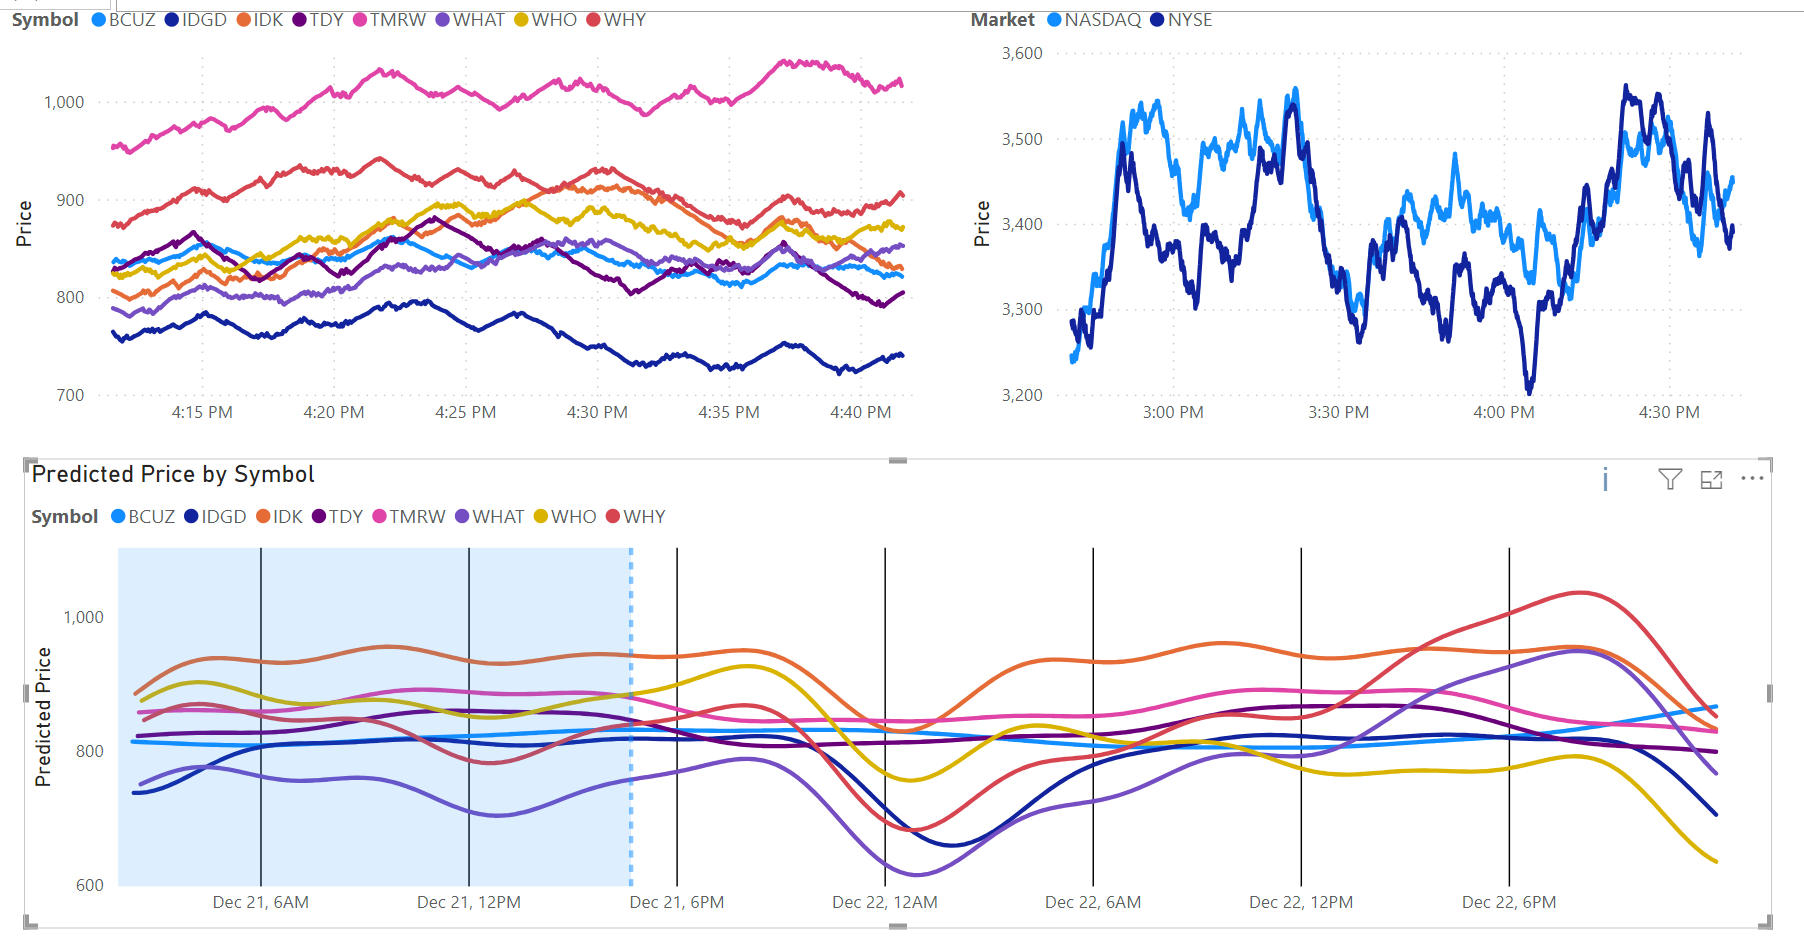 Symbol BCUZ IDGD IDK TDY TMRW WHAT WHO WHY
Price
1,000
900
800
700
4:15 PM 4:20 PM 4:25 PM 4:30 PM 4:35 PM 4:40 PM
Market NASDAQ NYSE
Price
3,600
3,500
3,400
3,300
3,200
3:00 PM 3:30 PM 4:00 PM 4:30 PM
Predicted Price by Symbol
Symbol BCUZ IDGD IDK TDY TMRW WHAT WHO WHY
Predicted Price
1,000
800
600
Dec 21, 6AM Dec 21, 12PM Dec 21, 6PM Dec 22, 12AM Dec 22, 6AM Dec 22, 12PM Dec 22, 6PM